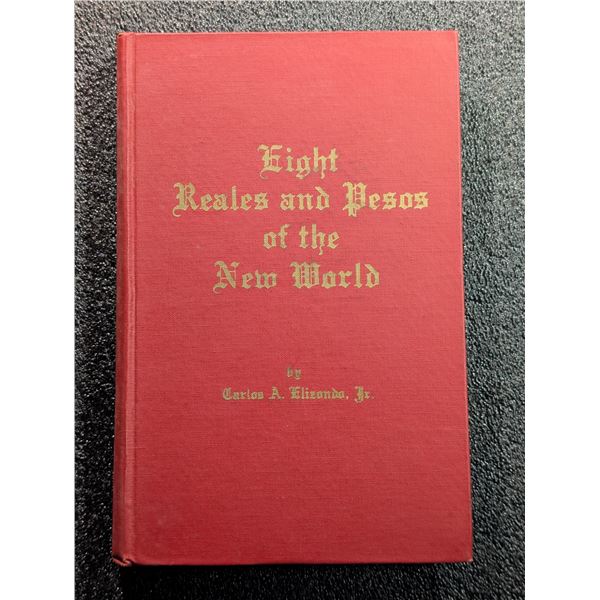 Eight
Reales and Pesos
of the
New World
by
Carlos A. Elizondo, Jr.